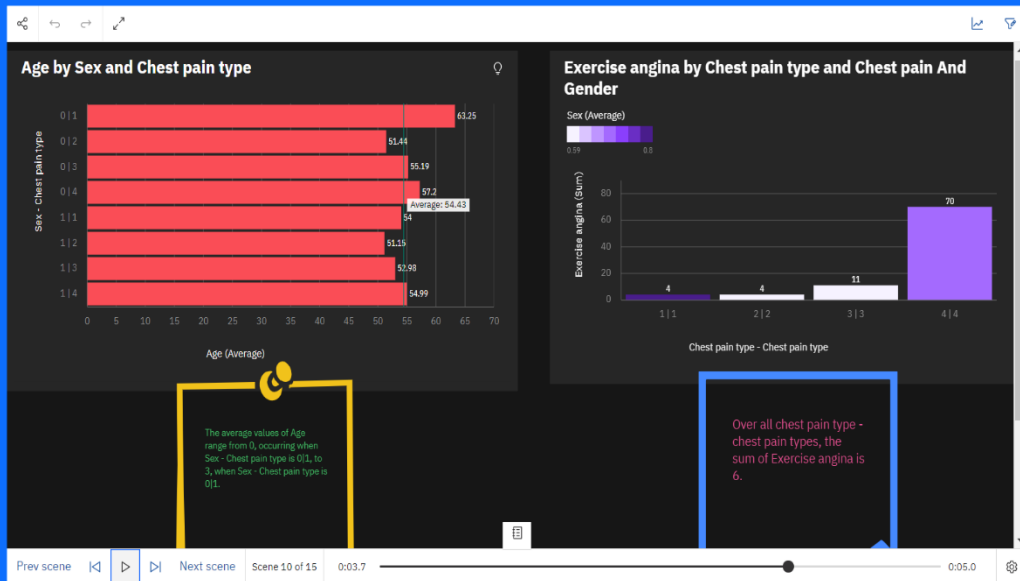 Age by Sex and Chest pain type
Sex - Chest pain type
0|1
63.25
0|2
51.44
0|3
55.19
0|4
57.2
Average: 54.43
1|1
54
1|2
51.15
1|3
52.98
1|4
54.99
0 5 10 15 20 25 30 35 40 45 50 55 60 65 70
Age (Average)
Exercise angina by Chest pain type and Chest pain And
Gender
Sex (Average)
0.59 0.8
Exercise angina (Sum)
80
60
40
20
0
4 4 11 70
1|1 2|2 3|3 4|4
Chest pain type - Chest pain type
The average values of Age
range from 0, occurring when
Sex - Chest pain type is 0|1, to
3, when Sex - Chest pain type is
0|1.
Over all chest pain type -
chest pain types, the
sum of Exercise angina is
6.
Prev scene Next scene Scene 10 of 15 0:03.7 0:05.0